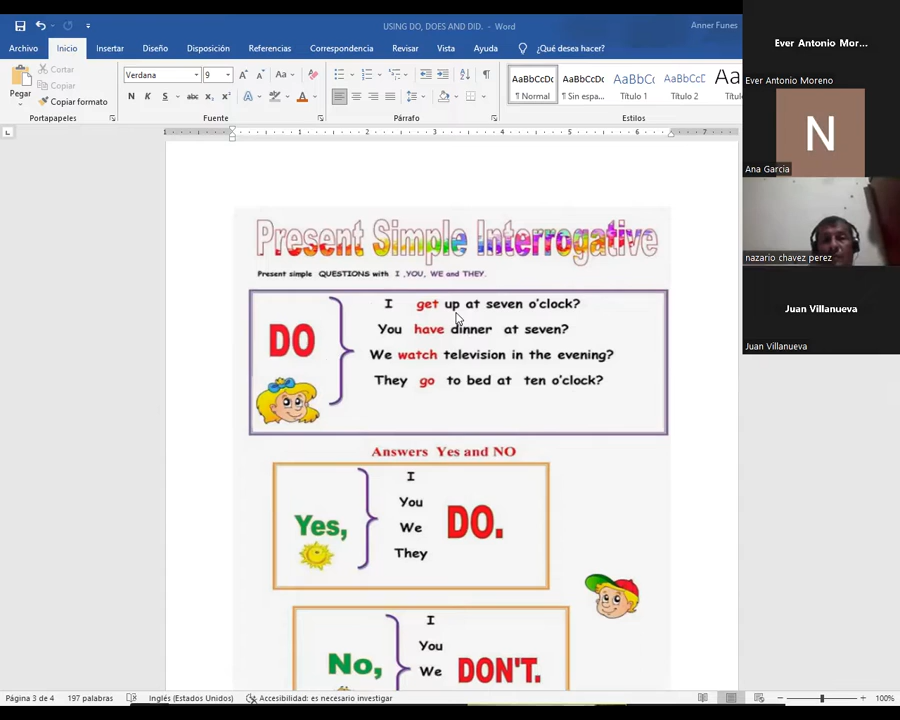 USING DO, DOES AND DID. - Word
Anner Funes
Archivo Inicio Insertar Diseño Disposición Referencias Correspondencia Revisar Vista Ayuda ¿Qué desea hacer?
Pegar
Cortar
Copiar
Copiar formato
Portapapeles
Verdana 9
Fuente
Párrafo
AaBbCcDc AaBbCcDc AaBbCc AaBbCcD Aa
¶ Normal ¶ Sin espa... Título 1 Título 2 Título
Estilos
Present Simple Interrogative
Present simple QUESTIONS with I ,YOU, WE and THEY.
DO
I get up at seven o'clock?
You have dinner at seven?
We watch television in the evening?
They go to bed at ten o'clock?
Answers Yes and NO
Yes,
I
You
We
They
DO.
No,
I
You
We
DON'T.
Página 3 de 4 197 palabras Inglés (Estados Unidos) Accesibilidad: es necesario investigar 100%
Ever Antonio Mor...
Ever Antonio Moreno
N
Ana Garcia
nazario chavez perez
Juan Villanueva
Juan Villanueva